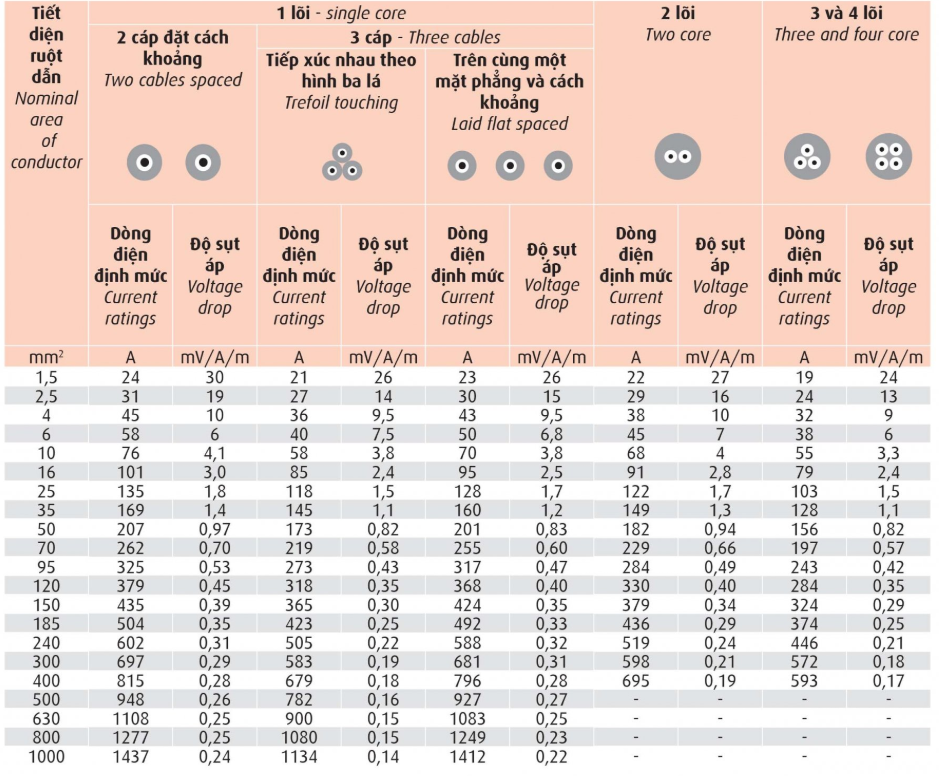 Tiết diện ruột dẫn
Nominal area of conductor
1 lõi - single core
2 lõi
Two core
3 và 4 lõi
Three and four core
2 cáp đặt cách khoảng
Two cables spaced
3 cáp - Three cables
Tiếp xúc nhau theo hình ba lá
Trefoil touching
Trên cùng một mặt phẳng và cách khoảng
Laid flat spaced
Dòng điện định mức
Current ratings
Độ sụt áp
Voltage drop
Dòng điện định mức
Current ratings
Độ sụt áp
Voltage drop
Dòng điện định mức
Current ratings
Độ sụt áp
Voltage drop
Dòng điện định mức
Current ratings
Độ sụt áp
Voltage drop
Dòng điện định mức
Current ratings
Độ sụt áp
Voltage drop
mm² A mV/A/m A mV/A/m A mV/A/m A mV/A/m A mV/A/m
1,5 24 30 21 26 23 26 22 27 19 24
2,5 31 19 27 14 30 15 29 16 24 13
4 45 10 36 9,5 43 9,5 38 10 32 9
6 58 6 40 7,5 50 6,8 45 7 38 6
10 76 4,1 58 3,8 70 3,8 68 4 55 3,3
16 101 3,0 85 2,4 95 2,5 91 2,8 79 2,4
25 135 1,8 118 1,5 128 1,7 122 1,7 103 1,5
35 169 1,4 145 1,1 160 1,2 149 1,3 128 1,1
50 207 0,97 173 0,82 201 0,83 182 0,94 156 0,82
70 262 0,70 219 0,58 255 0,60 229 0,66 197 0,57
95 325 0,53 273 0,43 317 0,47 284 0,49 243 0,42
120 379 0,45 318 0,35 368 0,40 330 0,40 284 0,35
150 435 0,39 365 0,30 424 0,35 379 0,34 324 0,29
185 504 0,35 423 0,25 492 0,33 436 0,29 374 0,25
240 602 0,31 505 0,22 588 0,32 519 0,24 446 0,21
300 697 0,29 583 0,19 681 0,31 598 0,21 572 0,18
400 815 0,28 679 0,18 796 0,28 695 0,19 593 0,17
500 948 0,26 782 0,16 927 0,27 - - - -
630 1108 0,25 900 0,15 1083 0,25 - - - -
800 1277 0,25 1080 0,15 1249 0,23 - - - -
1000 1437 0,24 1134 0,14 1412 0,22 - - - -